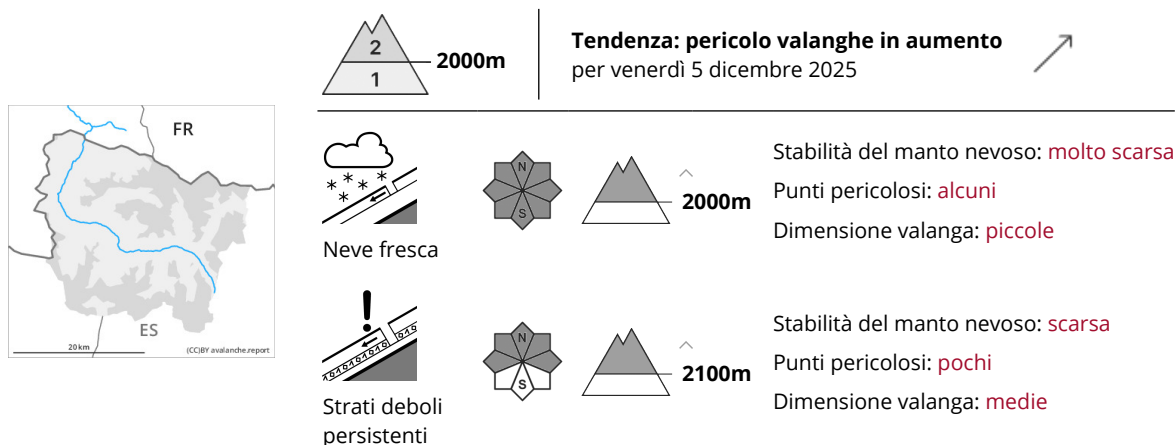 2
1
2000m
Tendenza: pericolo valanghe in aumento
per venerdì 5 dicembre 2025
FR
ES
20 km
(CC)BY avalanche.report
N
S
2000m
Neve fresca
Stabilità del manto nevoso: molto scarsa
Punti pericolosi: alcuni
Dimensione valanga: piccole
N
S
2100m
Strati deboli
persistenti
Stabilità del manto nevoso: scarsa
Punti pericolosi: pochi
Dimensione valanga: medie